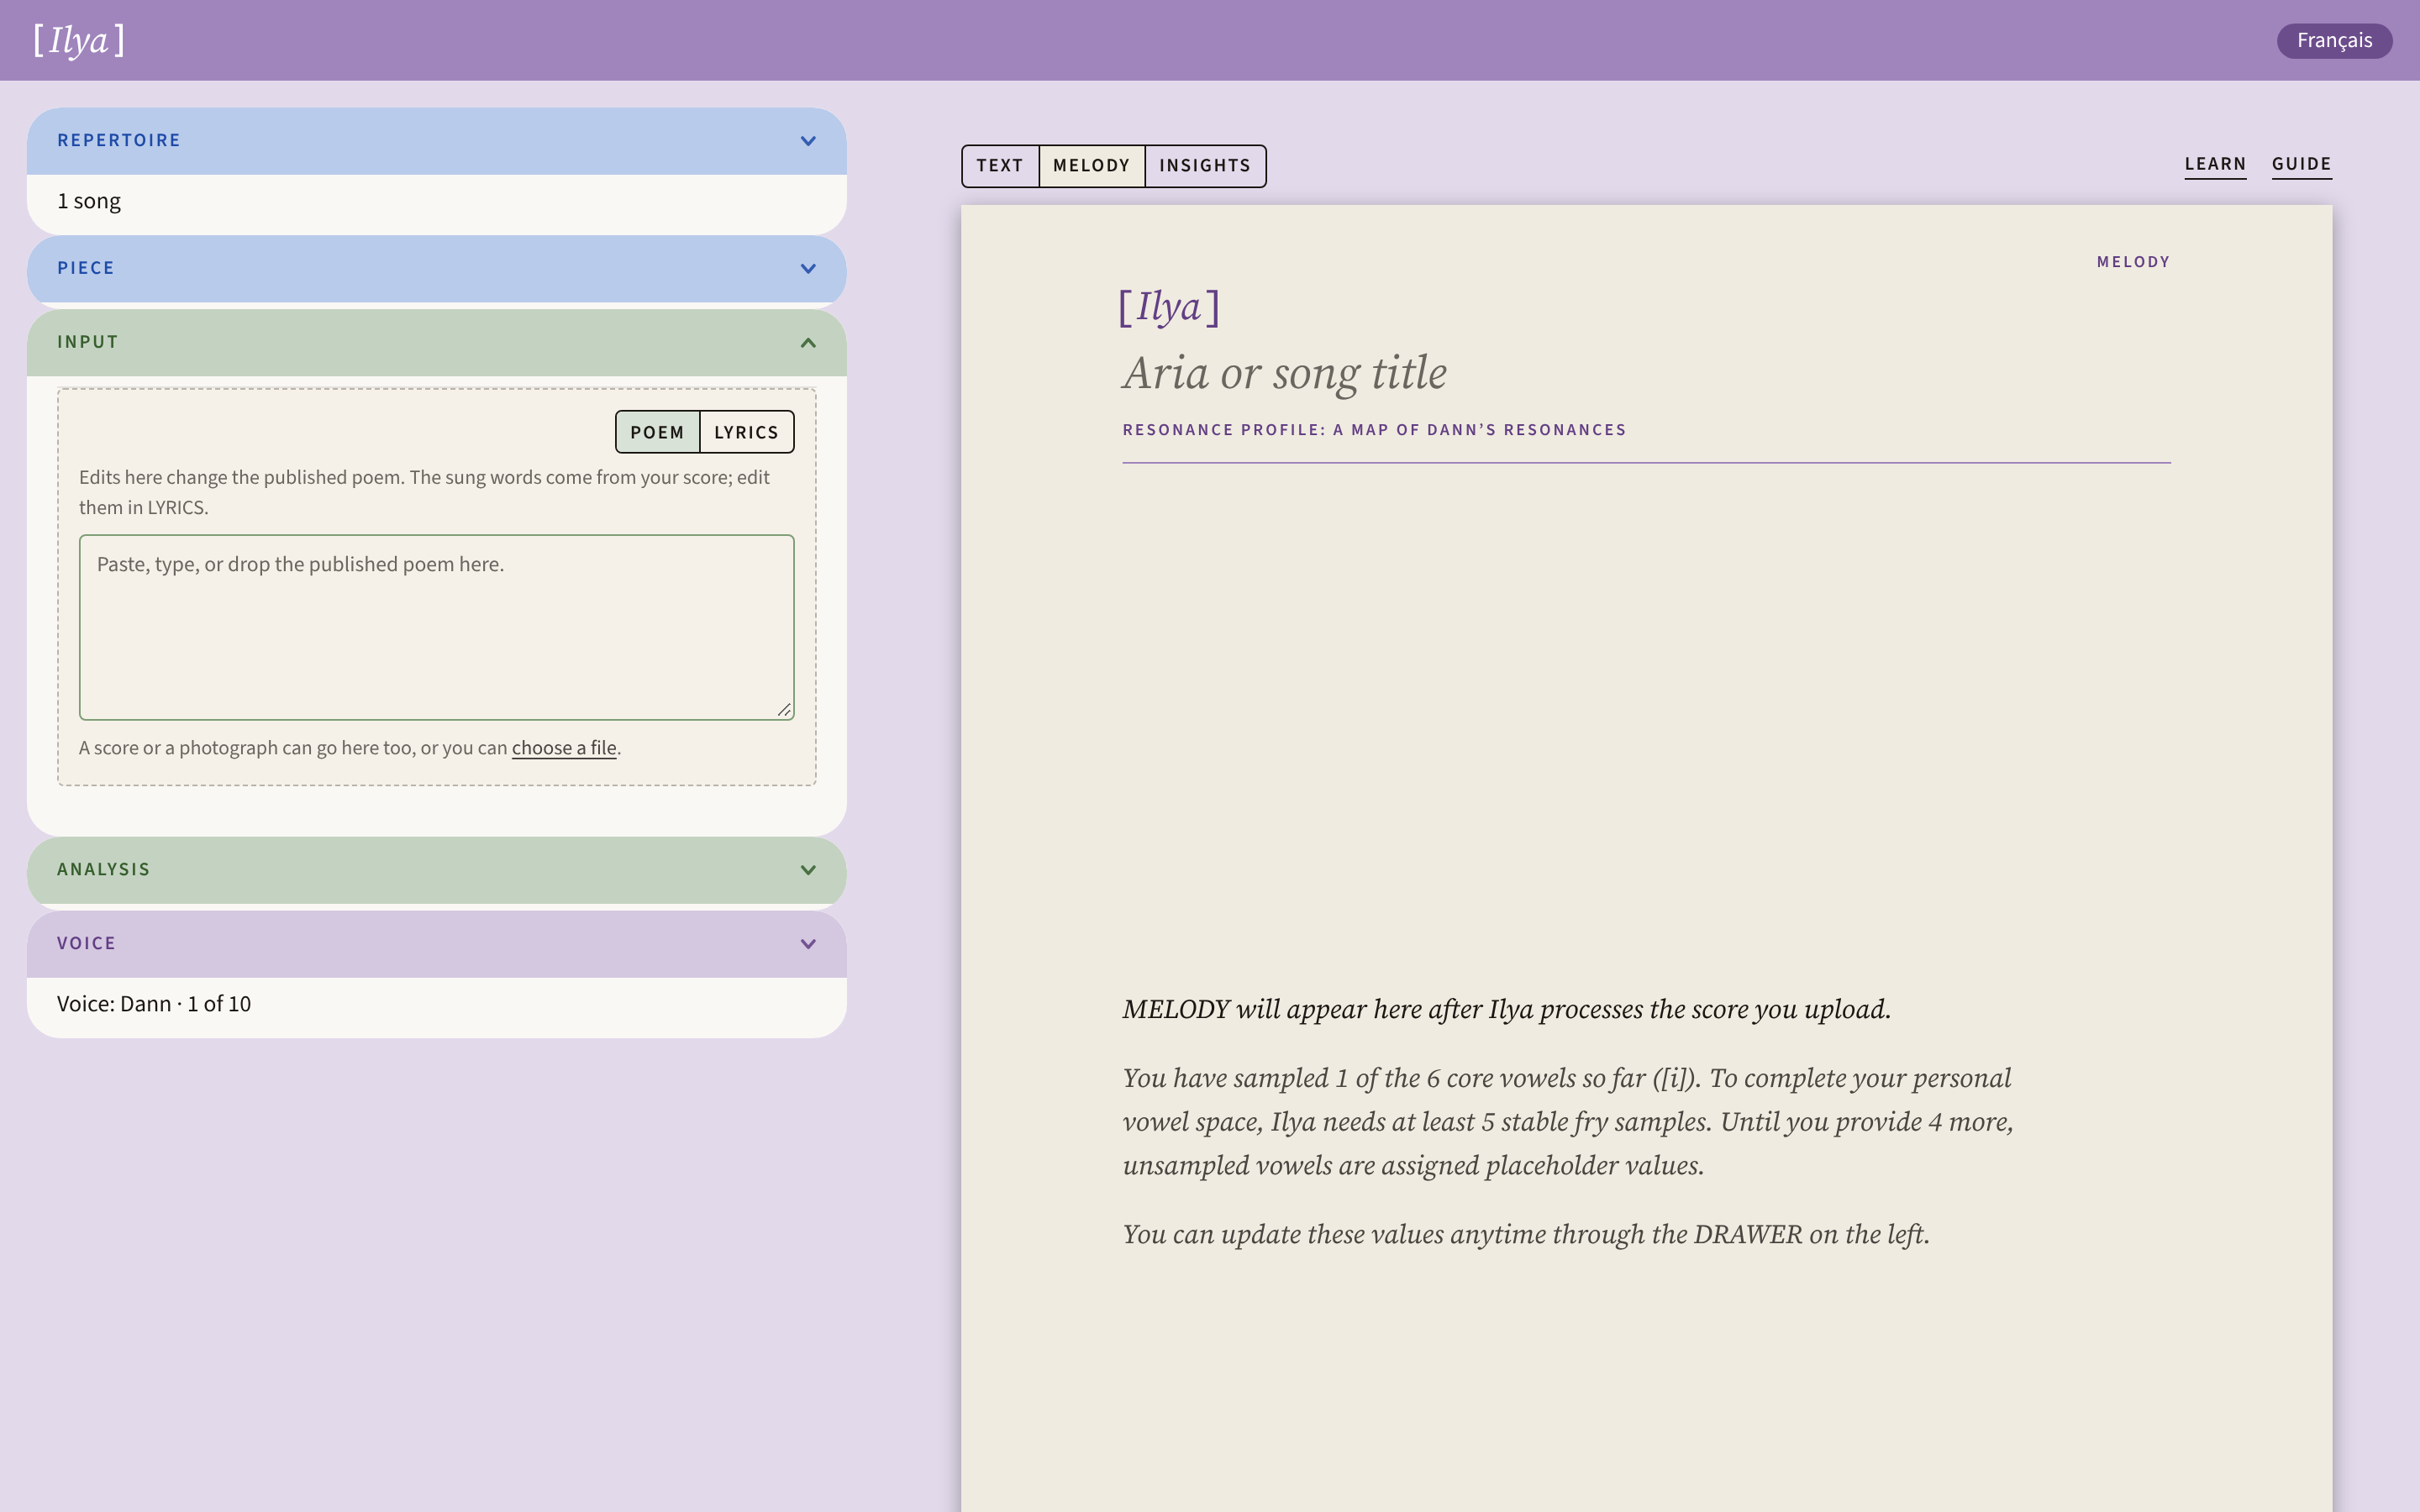 [Ilya]
Français
REPERTOIRE
1 song
PIECE
INPUT
POEM
LYRICS
Edits here change the published poem. The sung words come from your score; edit
them in LYRICS.
Paste, type, or drop the published poem here.
A score or a photograph can go here too, or you can choose a file.
ANALYSIS
VOICE
Voice: Dann · 1 of 10
TEXT
MELODY
INSIGHTS
LEARN
GUIDE
MELODY
[Ilya]
Aria or song title
RESONANCE PROFILE: A MAP OF DANN’S RESONANCES
MELODY will appear here after Ilya processes the score you upload.
You have sampled 1 of the 6 core vowels so far ([i]). To complete your personal
vowel space, Ilya needs at least 5 stable fry samples. Until you provide 4 more,
unsampled vowels are assigned placeholder values.
You can update these values anytime through the DRAWER on the left.